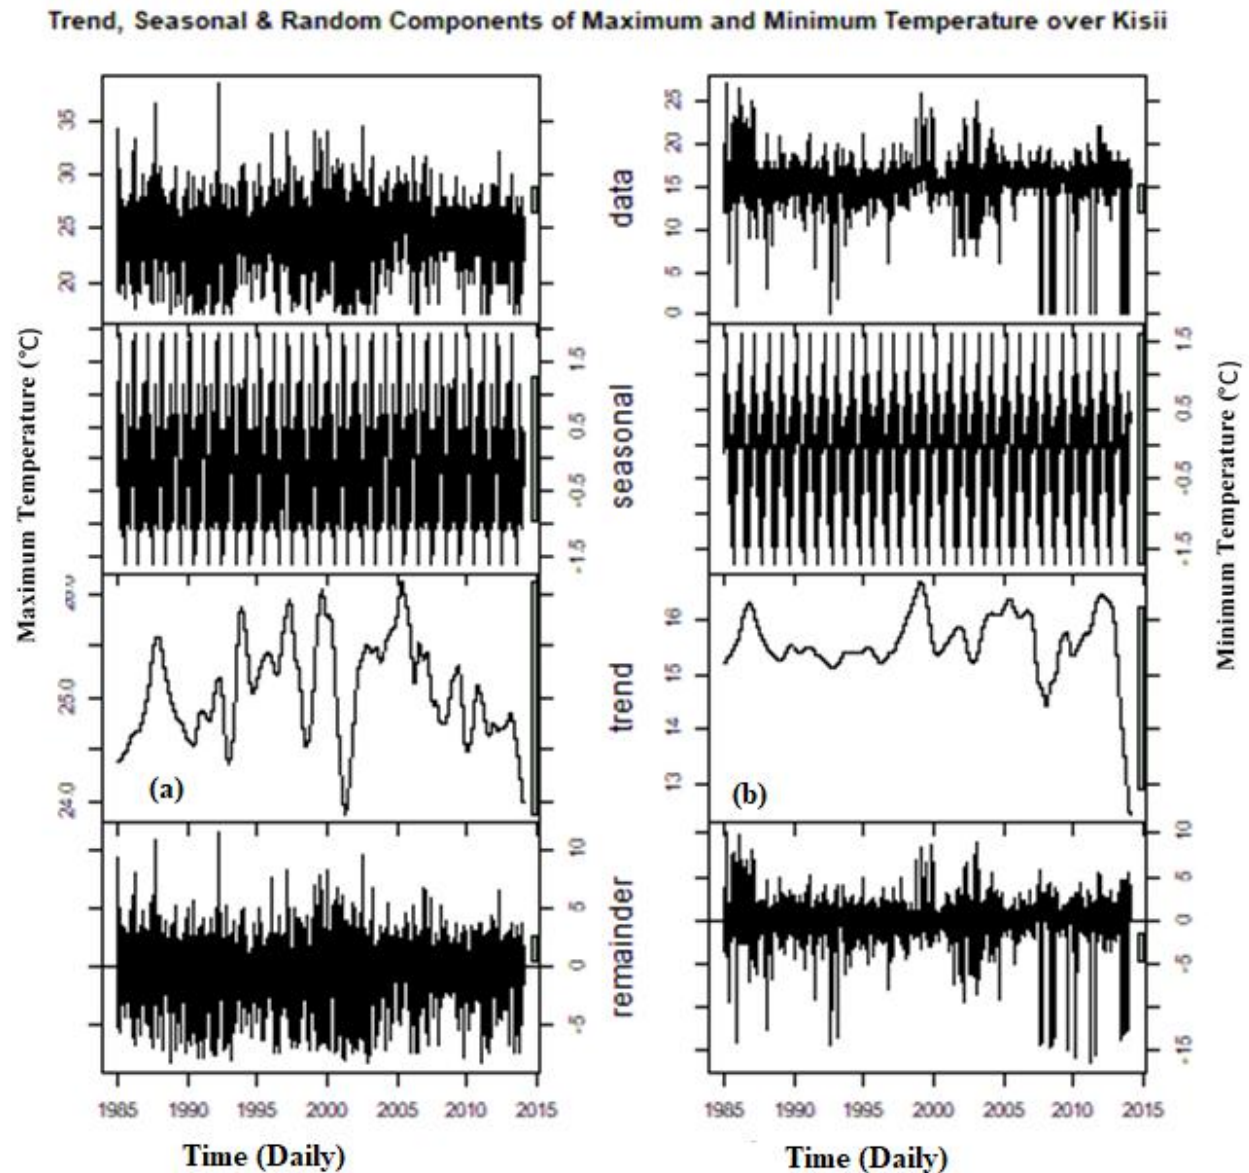 Trend, Seasonal & Random Components of Maximum and Minimum Temperature over Kisii
Maximum Temperature (°C)
35
30
25
20
data
25
20
15
10
5
0
1.5
0.5
-0.5
-1.5
seasonal
1.5
0.5
-0.5
-1.5
25.0
24.0
(a)
trend
16
15
14
13
(b)
10
5
0
-5
remainder
10
5
0
-5
-15
Minimum Temperature (°C)
1985 1990 1995 2000 2005 2010 2015
1985 1990 1995 2000 2005 2010 2015
Time (Daily)
Time (Daily)